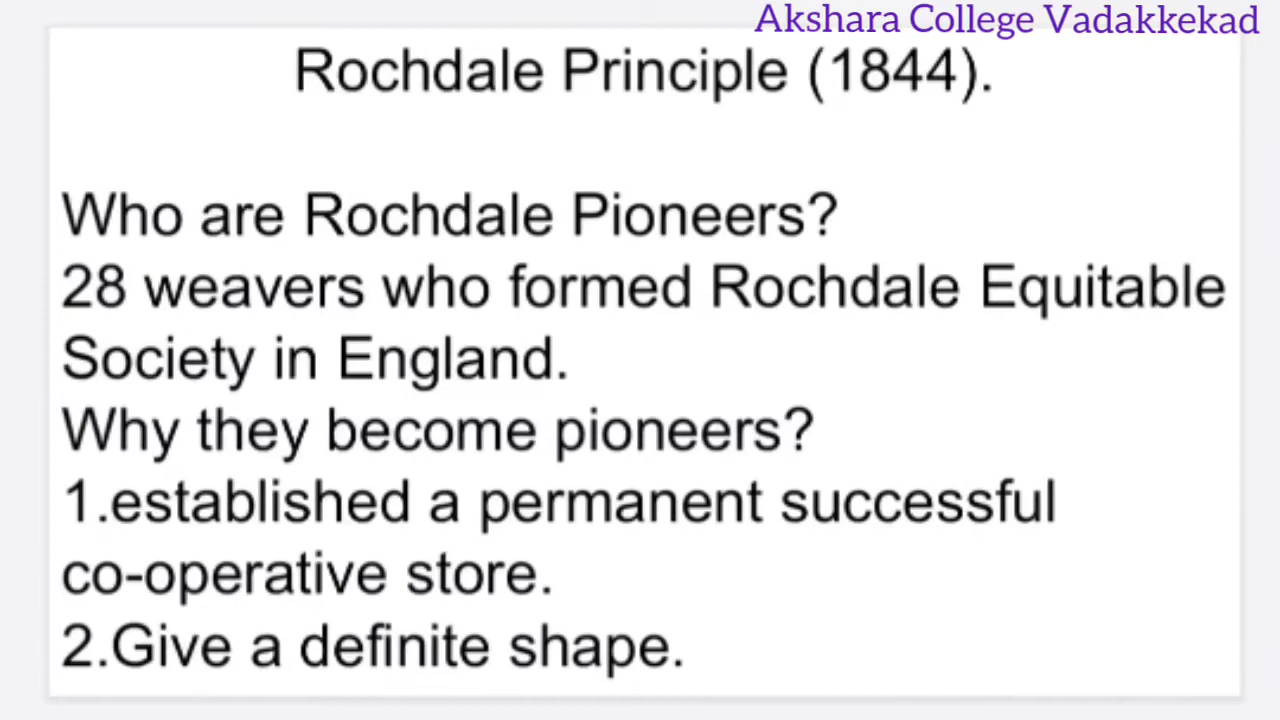 Akshara College Vadakkekad
Rochdale Principle (1844).
Who are Rochdale Pioneers?
28 weavers who formed Rochdale Equitable
Society in England.
Why they become pioneers?
1.established a permanent successful
co-operative store.
2.Give a definite shape.